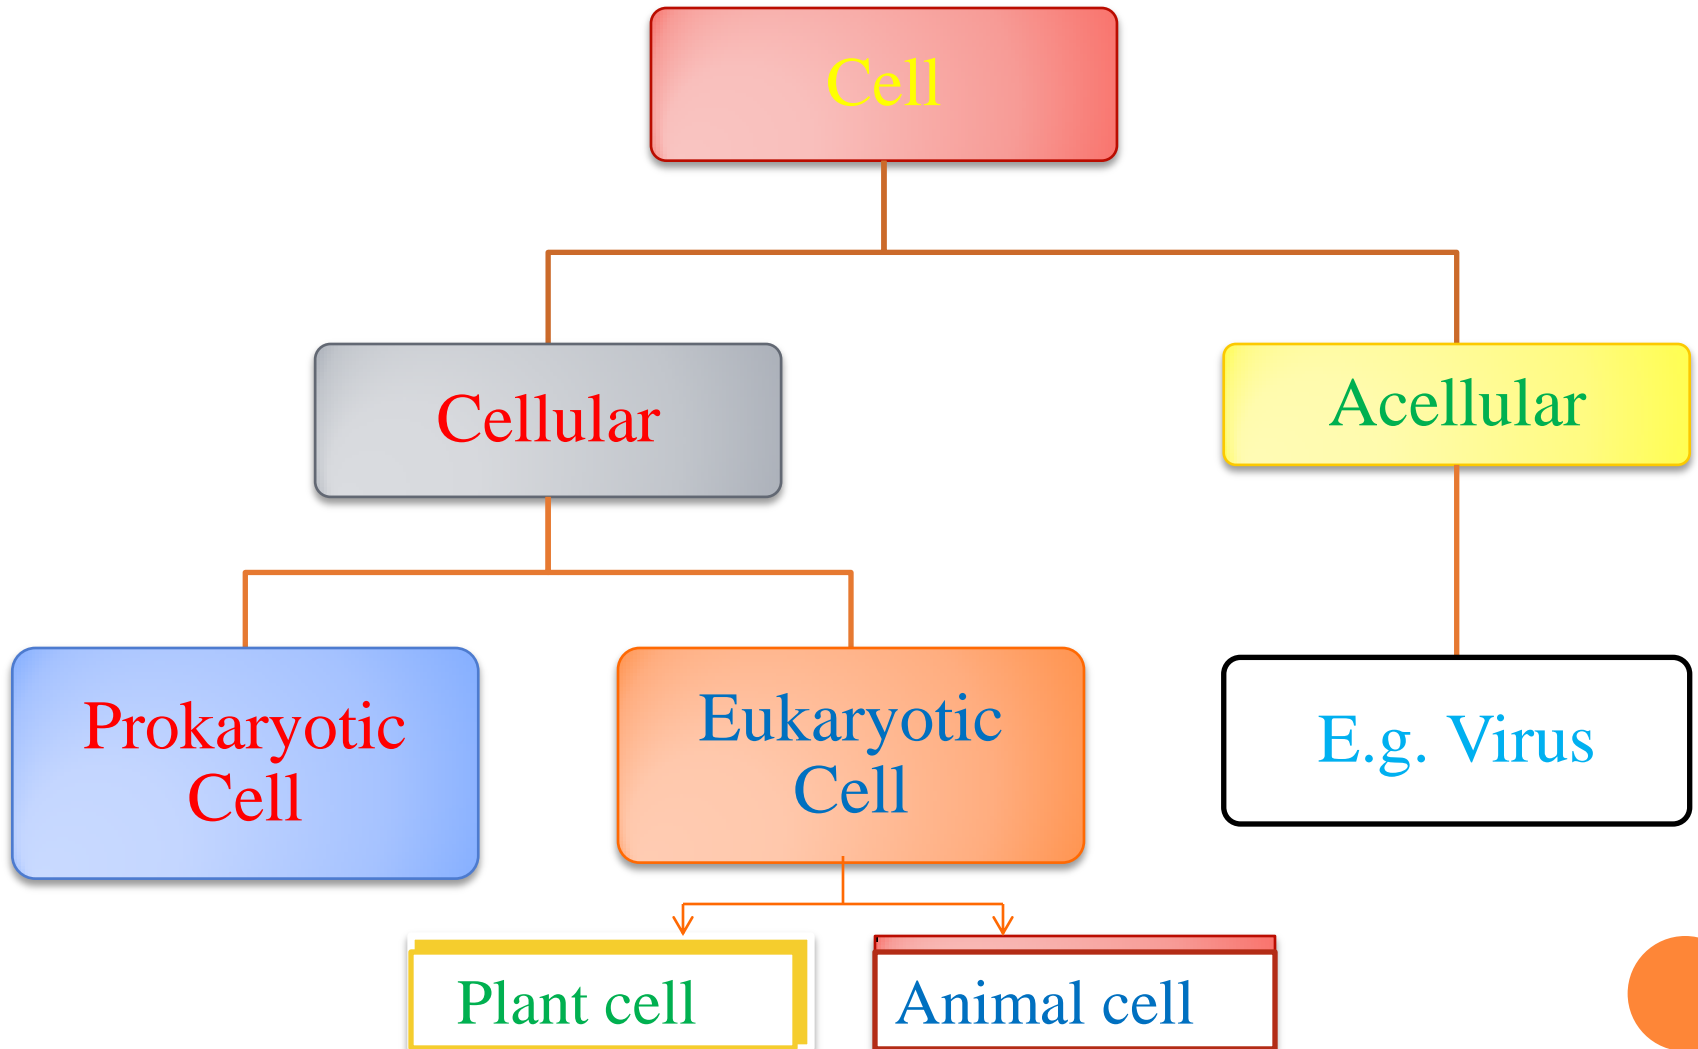 Cell
Cellular
Acellular
Prokaryotic
Cell
Eukaryotic
Cell
E.g. Virus
Plant cell
Animal cell